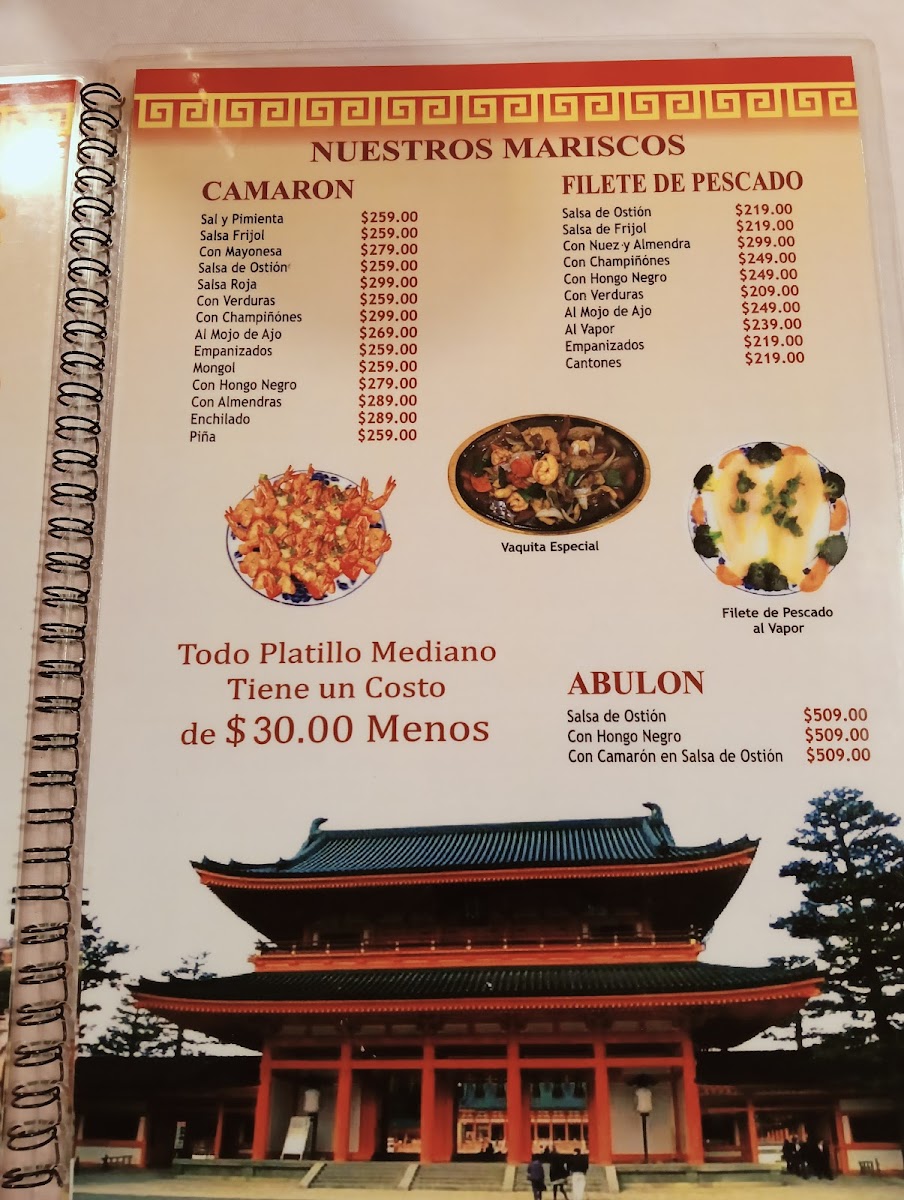 NUESTROS MARISCOS
CAMARON
Sal y Pimienta $259.00
Salsa Frijol $259.00
Con Mayonesa $279.00
Salsa de Ostión $259.00
Salsa Roja $299.00
Con Verduras $259.00
Con Champiñónes $299.00
Al Mojo de Ajo $269.00
Empanizados $259.00
Mongol $259.00
Con Hongo Negro $279.00
Con Almendras $289.00
Enchilado $289.00
Piña $259.00
FILETE DE PESCADO
Salsa de Ostión $219.00
Salsa de Frijol $219.00
Con Nuez y Almendra $299.00
Con Champiñónes $249.00
Con Hongo Negro $249.00
Con Verduras $209.00
Al Mojo de Ajo $249.00
Al Vapor $239.00
Empanizados $219.00
Cantones $219.00
Vaquita Especial
Filete de Pescado
al Vapor
Todo Platillo Mediano
Tiene un Costo
de $30.00 Menos
ABULON
Salsa de Ostión $509.00
Con Hongo Negro $509.00
Con Camarón en Salsa de Ostión $509.00